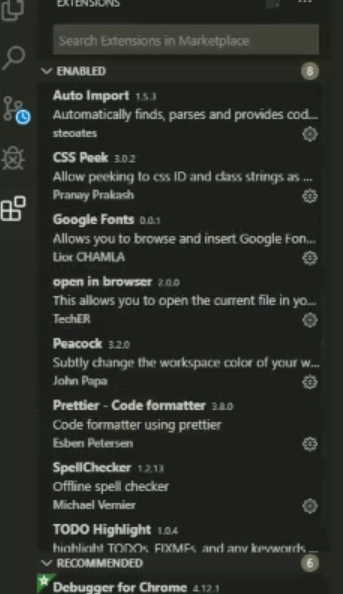 EXTENSIONS
Search Extensions in Marketplace
ENABLED 8
Auto Import 1.5.3
Automatically finds, parses and provides cod...
steoates
CSS Peek 3.0.2
Allow peeking to css ID and class strings as ...
Pranay Prakash
Google Fonts 0.0.1
Allows you to browse and insert Google Fon...
Lior CHAMLA
open in browser 2.0.0
This allows you to open the current file in yo...
TechER
Peacock 3.2.0
Subtly change the workspace color of your w...
John Papa
Prettier - Code formatter 3.8.0
Code formatter using prettier
Esben Petersen
SpellChecker 1.2.13
Offline spell checker
Michael Vernier
TODO Highlight 1.0.4
highlight TODOs, FIXMEs, and any keywords ...
RECOMMENDED 6
Debugger for Chrome 4.12.1